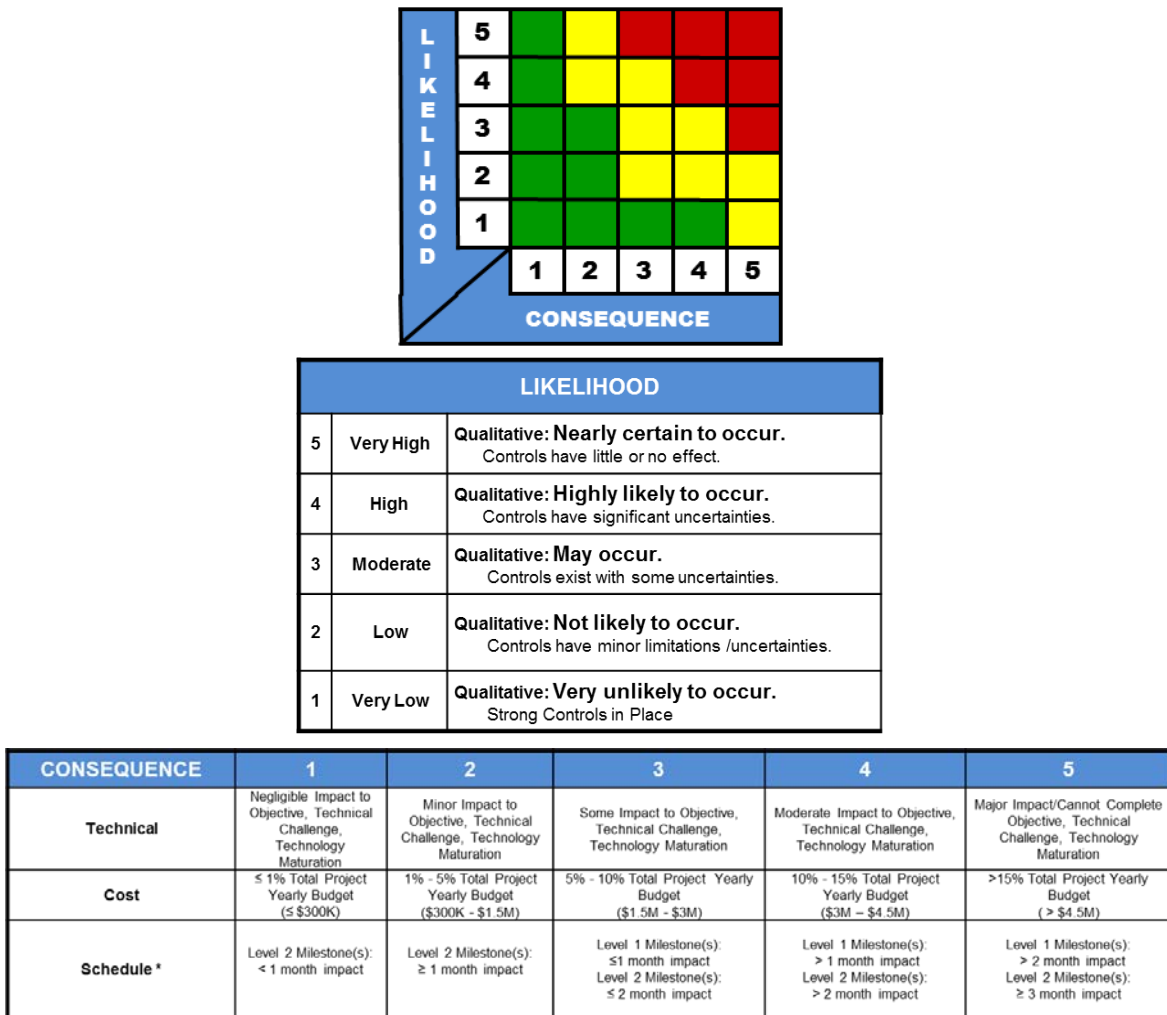 LIKELIHOOD
5
4
3
2
1
1 2 3 4 5
CONSEQUENCE
LIKELIHOOD
5 Very High Qualitative: Nearly certain to occur.
Controls have little or no effect.
4 High Qualitative: Highly likely to occur.
Controls have significant uncertainties.
3 Moderate Qualitative: May occur.
Controls exist with some uncertainties.
2 Low Qualitative: Not likely to occur.
Controls have minor limitations /uncertainties.
1 Very Low Qualitative: Very unlikely to occur.
Strong Controls in Place
CONSEQUENCE 1 2 3 4 5
Technical
Negligible Impact to
Objective, Technical
Challenge,
Technology
Maturation
Minor Impact to
Objective, Technical
Challenge, Technology
Maturation
Some Impact to Objective,
Technical Challenge,
Technology Maturation
Moderate Impact to Objective,
Technical Challenge,
Technology Maturation
Major Impact/Cannot Complete
Objective, Technical
Challenge, Technology
Maturation
Cost
≤ 1% Total Project
Yearly Budget
(≤ $300K)
1% - 5% Total Project
Yearly Budget
($300K - $1.5M)
5% - 10% Total Project Yearly
Budget
($1.5M - $3M)
10% - 15% Total Project
Yearly Budget
($3M – $4.5M)
>15% Total Project Yearly
Budget
( > $4.5M)
Schedule *
Level 2 Milestone(s):
< 1 month impact
Level 2 Milestone(s):
≥ 1 month impact
Level 1 Milestone(s):
≤1 month impact
Level 2 Milestone(s):
≤ 2 month impact
Level 1 Milestone(s):
> 1 month impact
Level 2 Milestone(s):
> 2 month impact
Level 1 Milestone(s):
> 2 month impact
Level 2 Milestone(s):
≥ 3 month impact